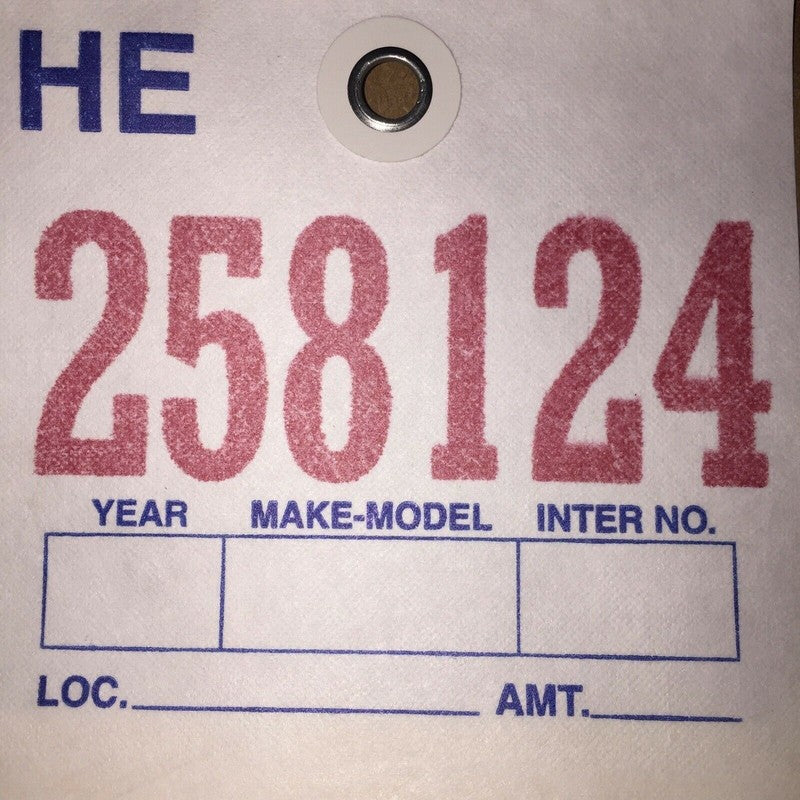 HE
258124
YEAR MAKE-MODEL INTER NO.
LOC. AMT.